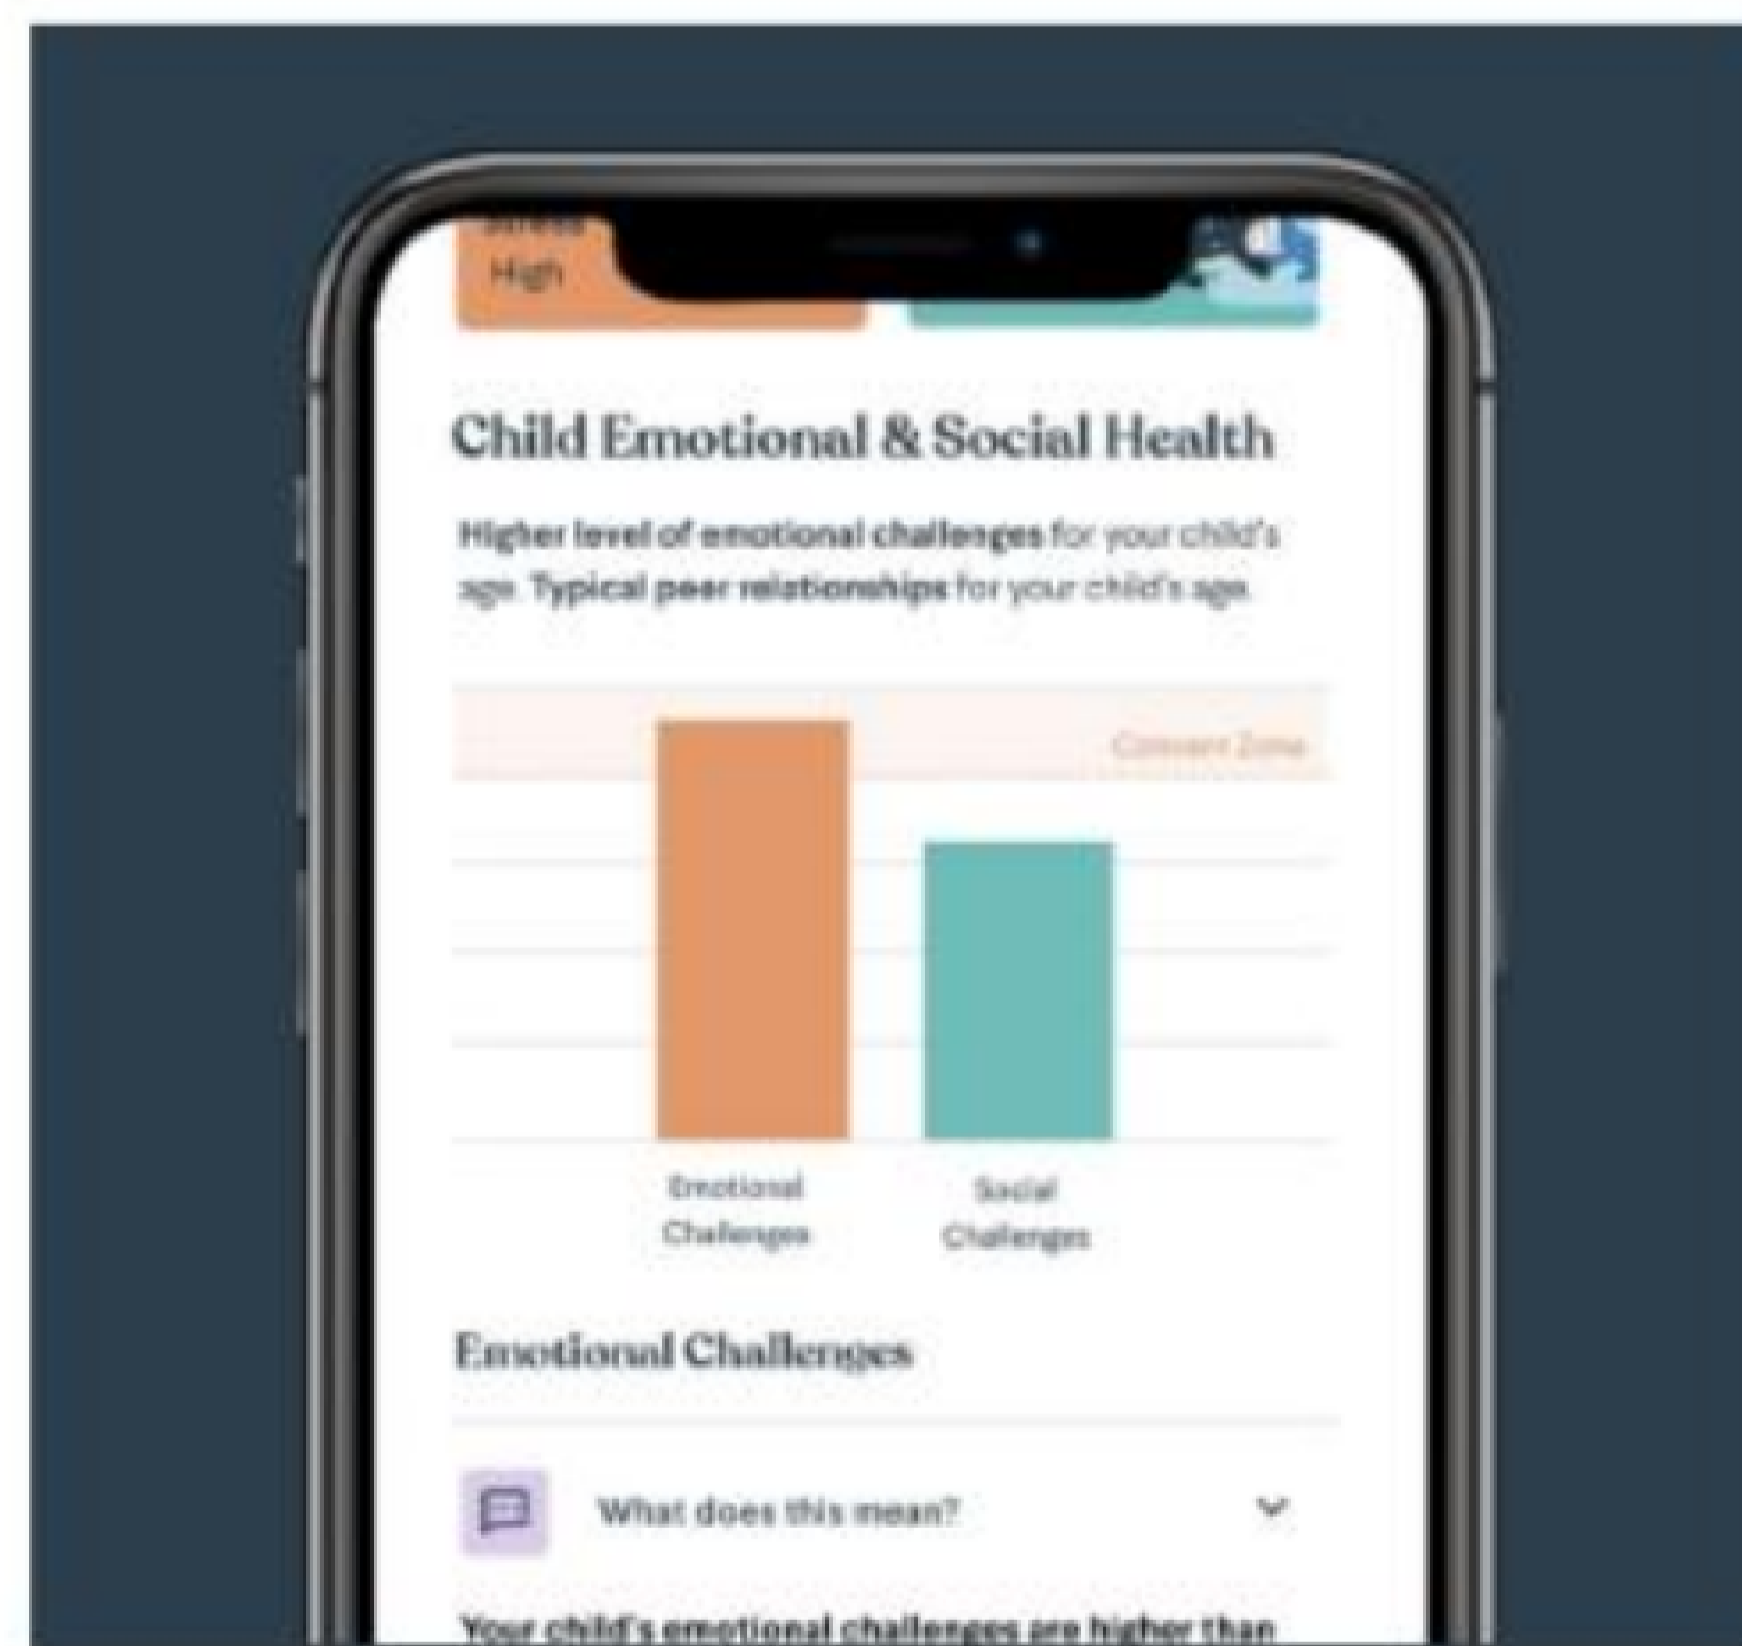 High
Child Emotional & Social Health
Higher level of emotional challenges for your child's
age. Typical peer relationships for your child's age.
Concern Zone
Emotional
Challenges
Social
Challenges
Emotional Challenges
What does this mean?
Your child's emotional challenges are higher than